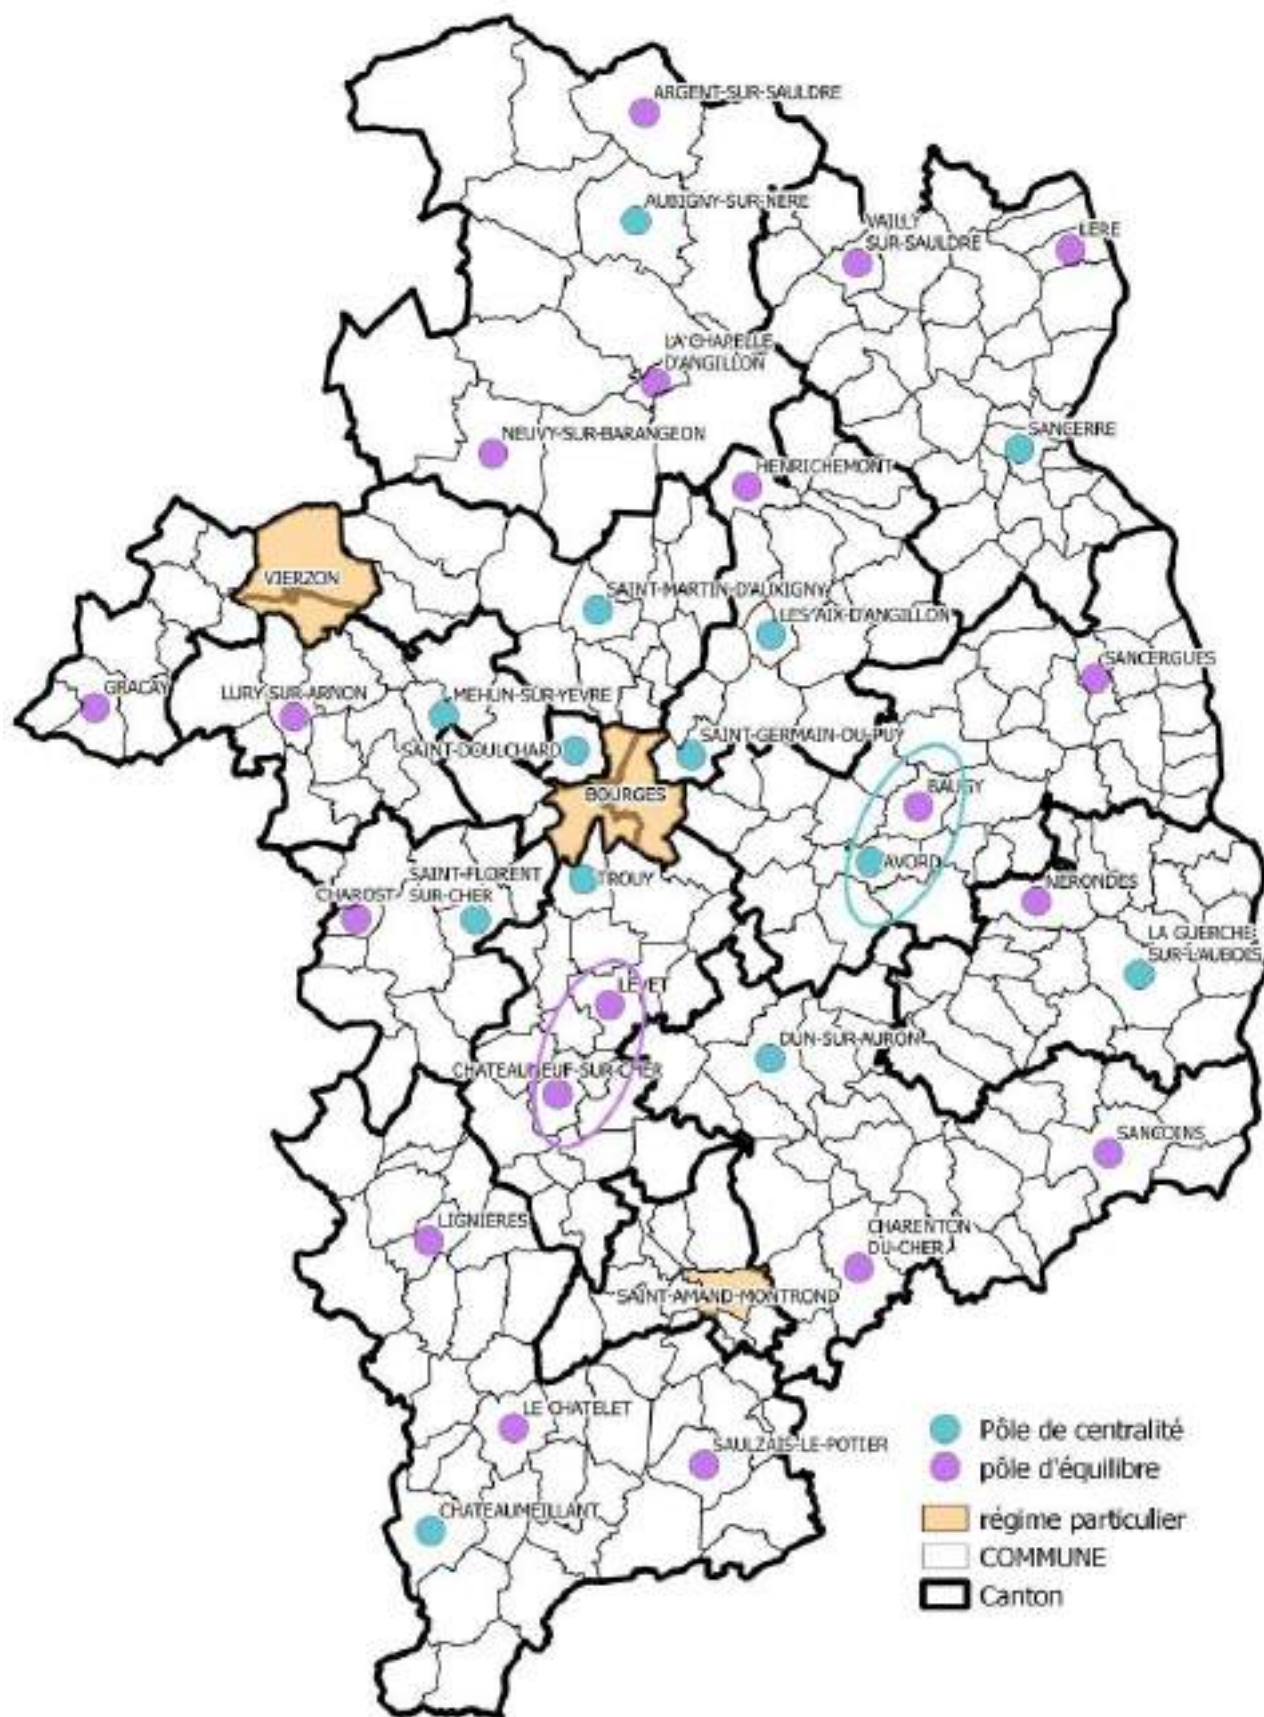 ARGENT-SUR-SAULDRE
AUBIGNY-SUR-NERE
VAILLY
SUR-SAULDRE
LERE
LA CHAPELLE
D'ANGILLON
NEUVY-SUR-BARANGEON
SANCERRE
HENRICHEMONT
VIERZON
SAINT-MARTIN-D'AUXIGNY
LES AIX-D'ANGILLON
SANCERGUES
GRACAY
LURY-SUR-ARNON
MEHUN-SUR-YEVRE
SAINT-DOULCHARD
SAINT-GERMAIN-DU-PUY
BOURGES
BAUGY
AVORD
SAINT-FLORENT
SUR-CHER
CHAROST
TROUY
NERONDES
LA GUERCHE
SUR-L'AUBOIS
LEVET
DUN-SUR-AURON
CHATEAUNEUF-SUR-CHER
SANCOINS
LIGNIERES
CHARENTON
DU-CHER
SAINT-AMAND-MONTROND
LE CHATELET
SAULZAIS-LE-POTIER
CHATEAUMEILLANT
Pôle de centralité
pôle d'équilibre
régime particulier
COMMUNE
Canton